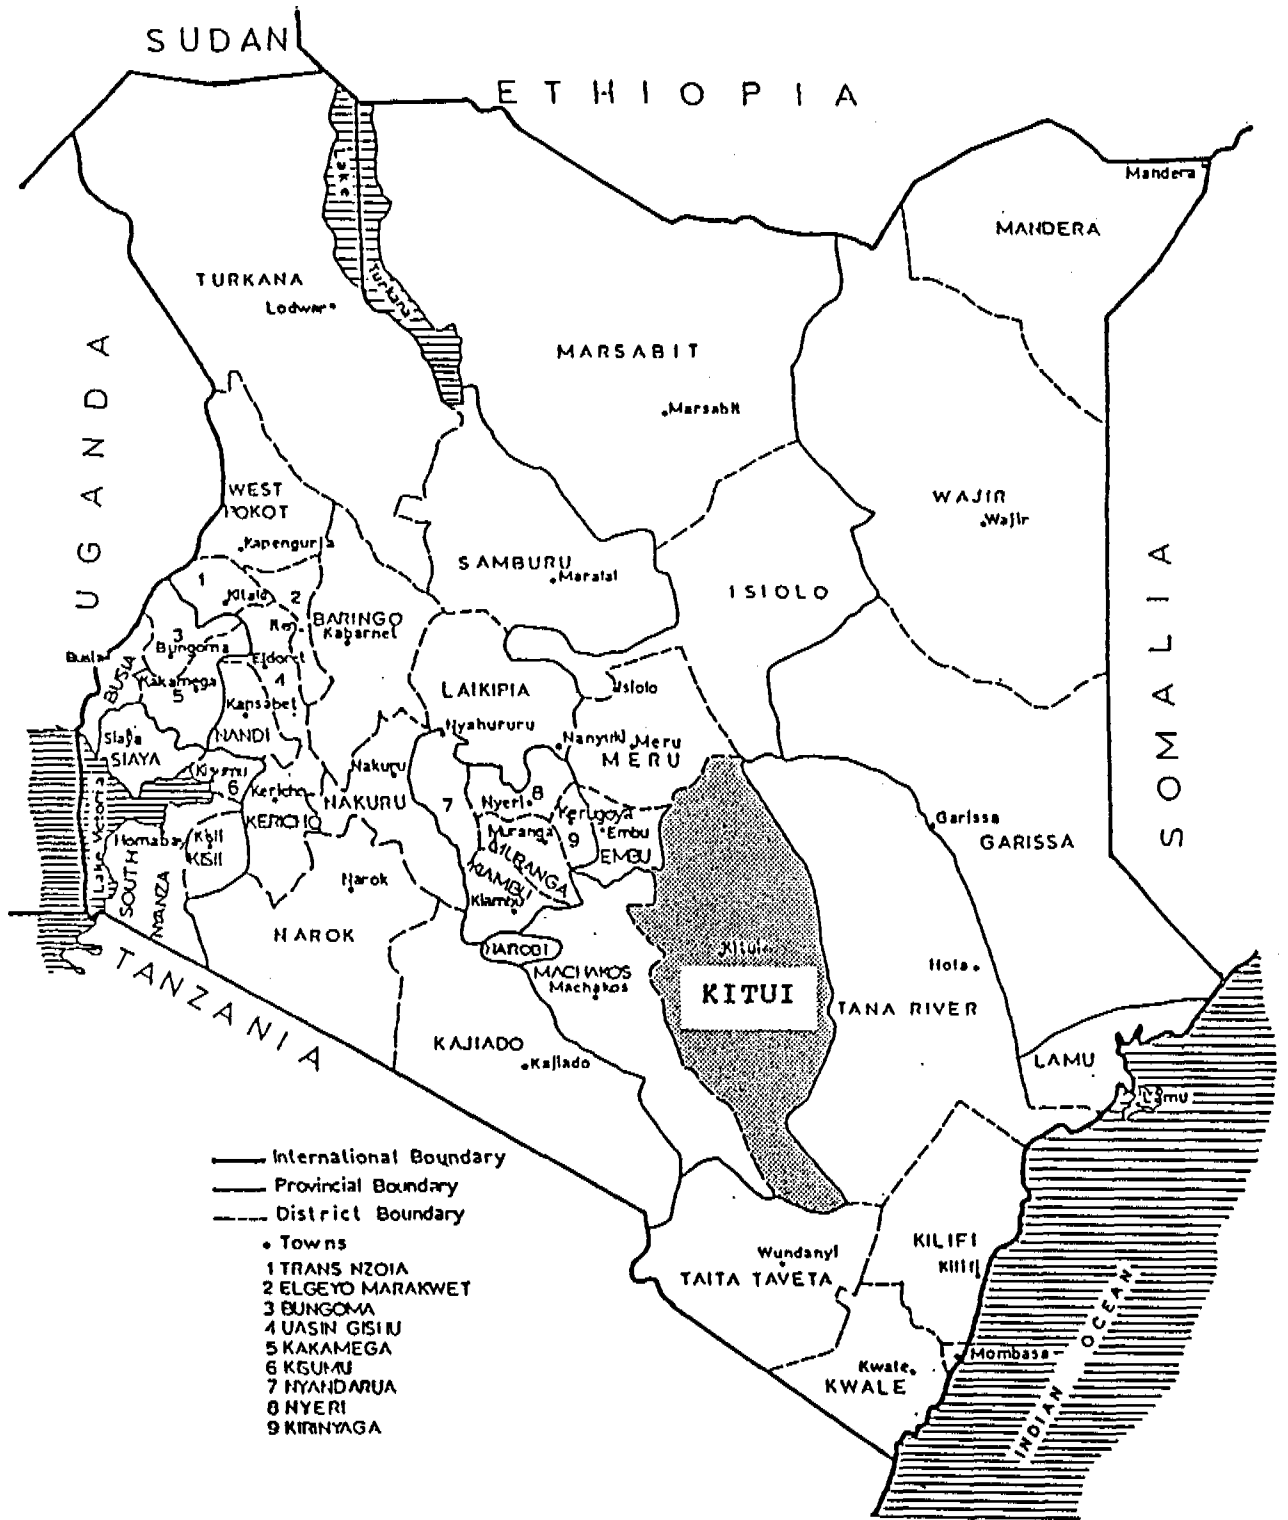 SUDAN
ETHIOPIA
Mandera
MANDERA
Lake
TURKANA
Lodwar
Turkana
UGANDA
MARSABIT
Marsabit
WEST
POKOT
WAJIR
Wajir
Kapenguria
SAMBURU
Maralal
ISIOLO
SOMALIA
1
Kitale
2
BARINGO
Kabarnet
3
Bungoma
Busia
BUSIA
Eldoret
Kakamega
5
4
LAIKIPIA
Isiolo
Kapsabet
NANDI
Nyahururu
Nanyuki
Meru
MERU
Siaya
SIAYA
Kisumu
6
Nakuru
NAKURU
Kericho
KERICHO
7
Nyeri
8
Kerugoya
9
Embu
EMBU
Garissa
GARISSA
Lake Victoria
Homabay
Kisii
KISII
Muranga
MURANGA
KIAMBU
Kiambu
SOUTH
NYANZA
Narok
NAROK
NAROBI
MACHAKOS
Machakos
Kitui
KITUI
Hola
TANA RIVER
TANZANIA
KAJIADO
Kajiado
LAMU
Lamu
International Boundary
Provincial Boundary
District Boundary
Towns
1 TRANS NZOIA
2 ELGEYO MARAKWET
3 BUNGOMA
4 UASIN GISHU
5 KAKAMEGA
6 KISUMU
7 NYANDARUA
8 NYERI
9 KIRINYAGA
Wundanyi
TAITA TAVETA
KILIFI
Kilifi
Mombasa
Kwale
KWALE
INDIAN OCEAN